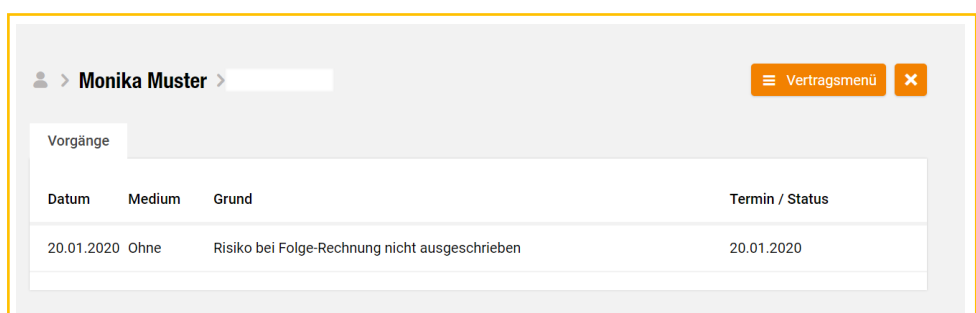 > Monika Muster >
≡ Vertragsmenü ×
Vorgänge
Datum Medium Grund Termin / Status
20.01.2020 Ohne Risiko bei Folge-Rechnung nicht ausgeschrieben 20.01.2020